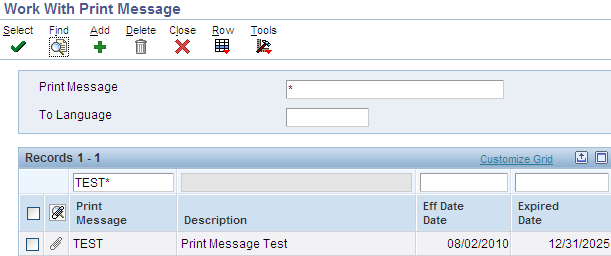 Work With Print Message
Select Find Add Delete Close Row Tools
Print Message *
To Language
Records 1 - 1 Customize Grid
TEST*
Print Message Description Eff Date Date Expired Date
TEST Print Message Test 08/02/2010 12/31/2025